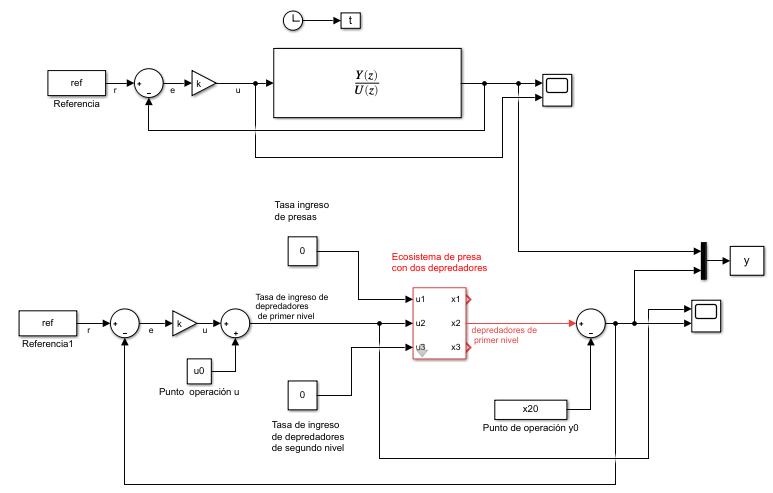 t
ref
Referencia
+
−
r
e
k
u
Y(z)
U(z)
Tasa ingreso
de presas
0
Ecosistema de presa
con dos depredadores
y
ref
Referencia1
+
−
r
e
k
u
+
+
Tasa de ingreso de
depredadores
de primer nivel
u1
u2
u3
x1
x2
x3
depredadores de
primer nivel
+
−
u0
Punto operación u
0
Tasa de ingreso
de depredadores
de segundo nivel
x20
Punto de operación y0